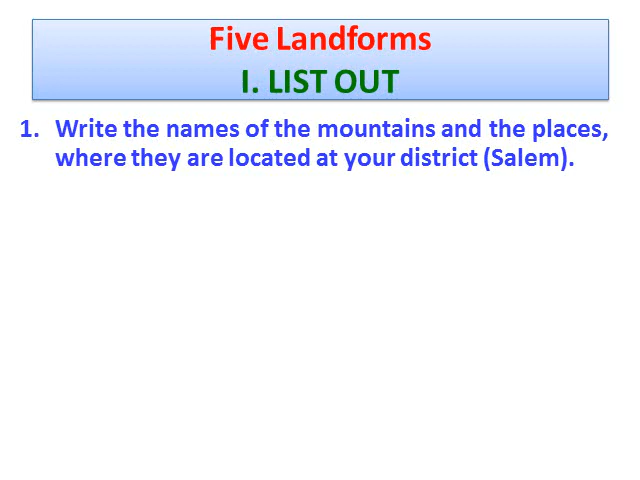 Five Landforms
I. LIST OUT
1. Write the names of the mountains and the places,
where they are located at your district (Salem).